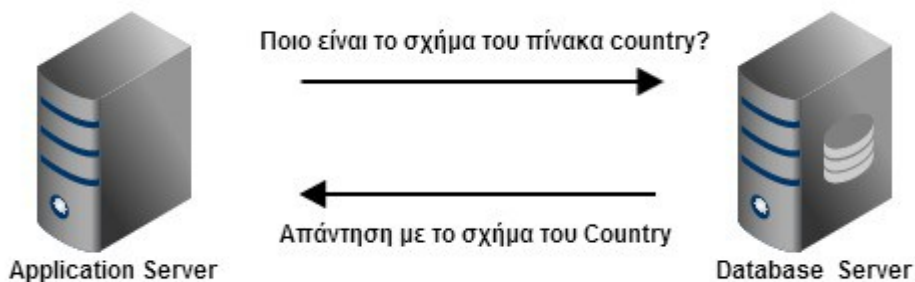 Ποιο είναι το σχήμα του πίνακα country?
Απάντηση με το σχήμα του Country
Application Server
Database Server